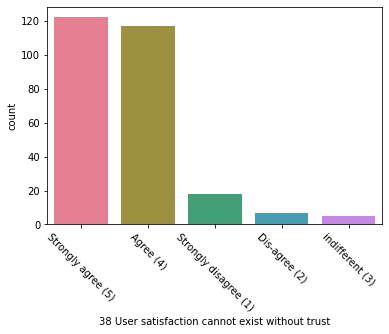 120
100
80
60
40
20
0
count
Strongly agree (5)
Agree (4)
Strongly disagree (1)
Dis-agree (2)
indifferent (3)
38 User satisfaction cannot exist without trust